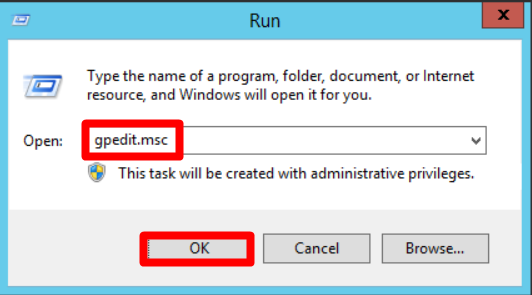 Run
x
Type the name of a program, folder, document, or Internet
resource, and Windows will open it for you.
Open: gpedit.msc
This task will be created with administrative privileges.
OK Cancel Browse...